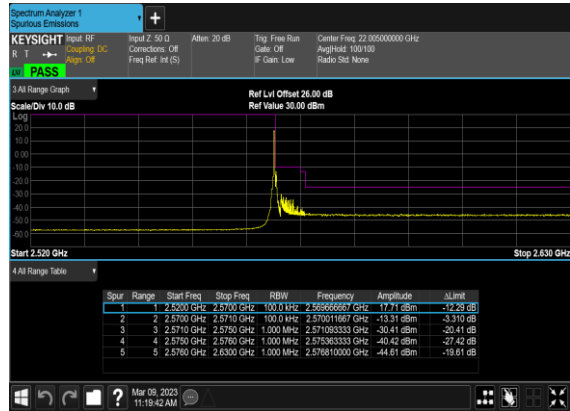 Spectrum Analyzer 1
Spurious Emissions
+
KEYSIGHT Input: RF Input Z: 50 Ω Atten: 20 dB Trig: Free Run Center Freq: 22.005000000 GHz
R T Coupling: DC Corrections: Off Gate: Off Avg|Hold: 100/100
Align: Off Freq Ref: Int (S) IF Gain: Low Radio Std: None
PASS
3 All Range Graph
Ref Lvl Offset 26.00 dB
Scale/Div 10.0 dB Ref Value 30.00 dBm
Log
20.0
10.0
0.00
-10.0
-20.0
-30.0
-40.0
-50.0
-60.0
Start 2.520 GHz Stop 2.630 GHz
4 All Range Table
Spur Range Start Freq Stop Freq RBW Frequency Amplitude ΔLimit
1 1 2.5200 GHz 2.5700 GHz 100.0 kHz 2.569666667 GHz 17.71 dBm -12.29 dB
2 2 2.5700 GHz 2.5710 GHz 100.0 kHz 2.570011667 GHz -13.31 dBm -3.310 dB
3 3 2.5710 GHz 2.5750 GHz 1.000 MHz 2.571093333 GHz -30.41 dBm -20.41 dB
4 4 2.5750 GHz 2.5760 GHz 1.000 MHz 2.575363333 GHz -40.42 dBm -27.42 dB
5 5 2.5760 GHz 2.6300 GHz 1.000 MHz 2.576810000 GHz -44.61 dBm -19.61 dB
? Mar 09, 2023
11:19:42 AM